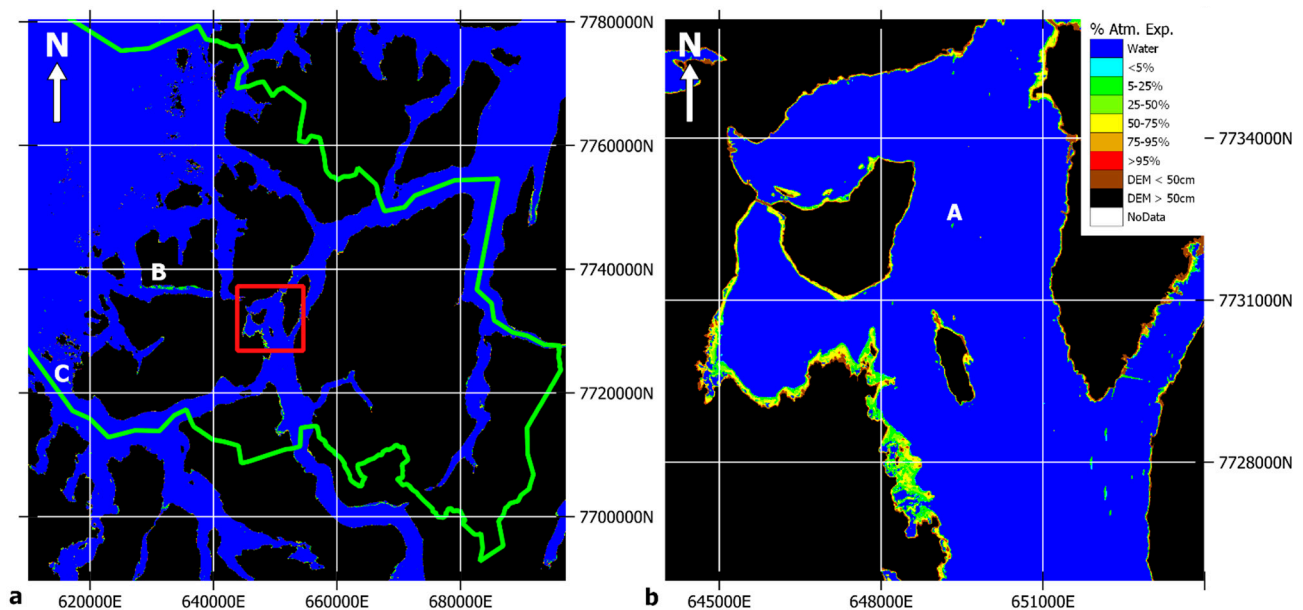 N
B
C
7780000N
7760000N
7740000N
7720000N
7700000N
620000E
640000E
660000E
680000E
a
N
A
% Atm. Exp.
Water
<5%
5-25%
25-50%
50-75%
75-95%
>95%
DEM < 50cm
DEM > 50cm
NoData
7734000N
7731000N
7728000N
645000E
648000E
651000E
b